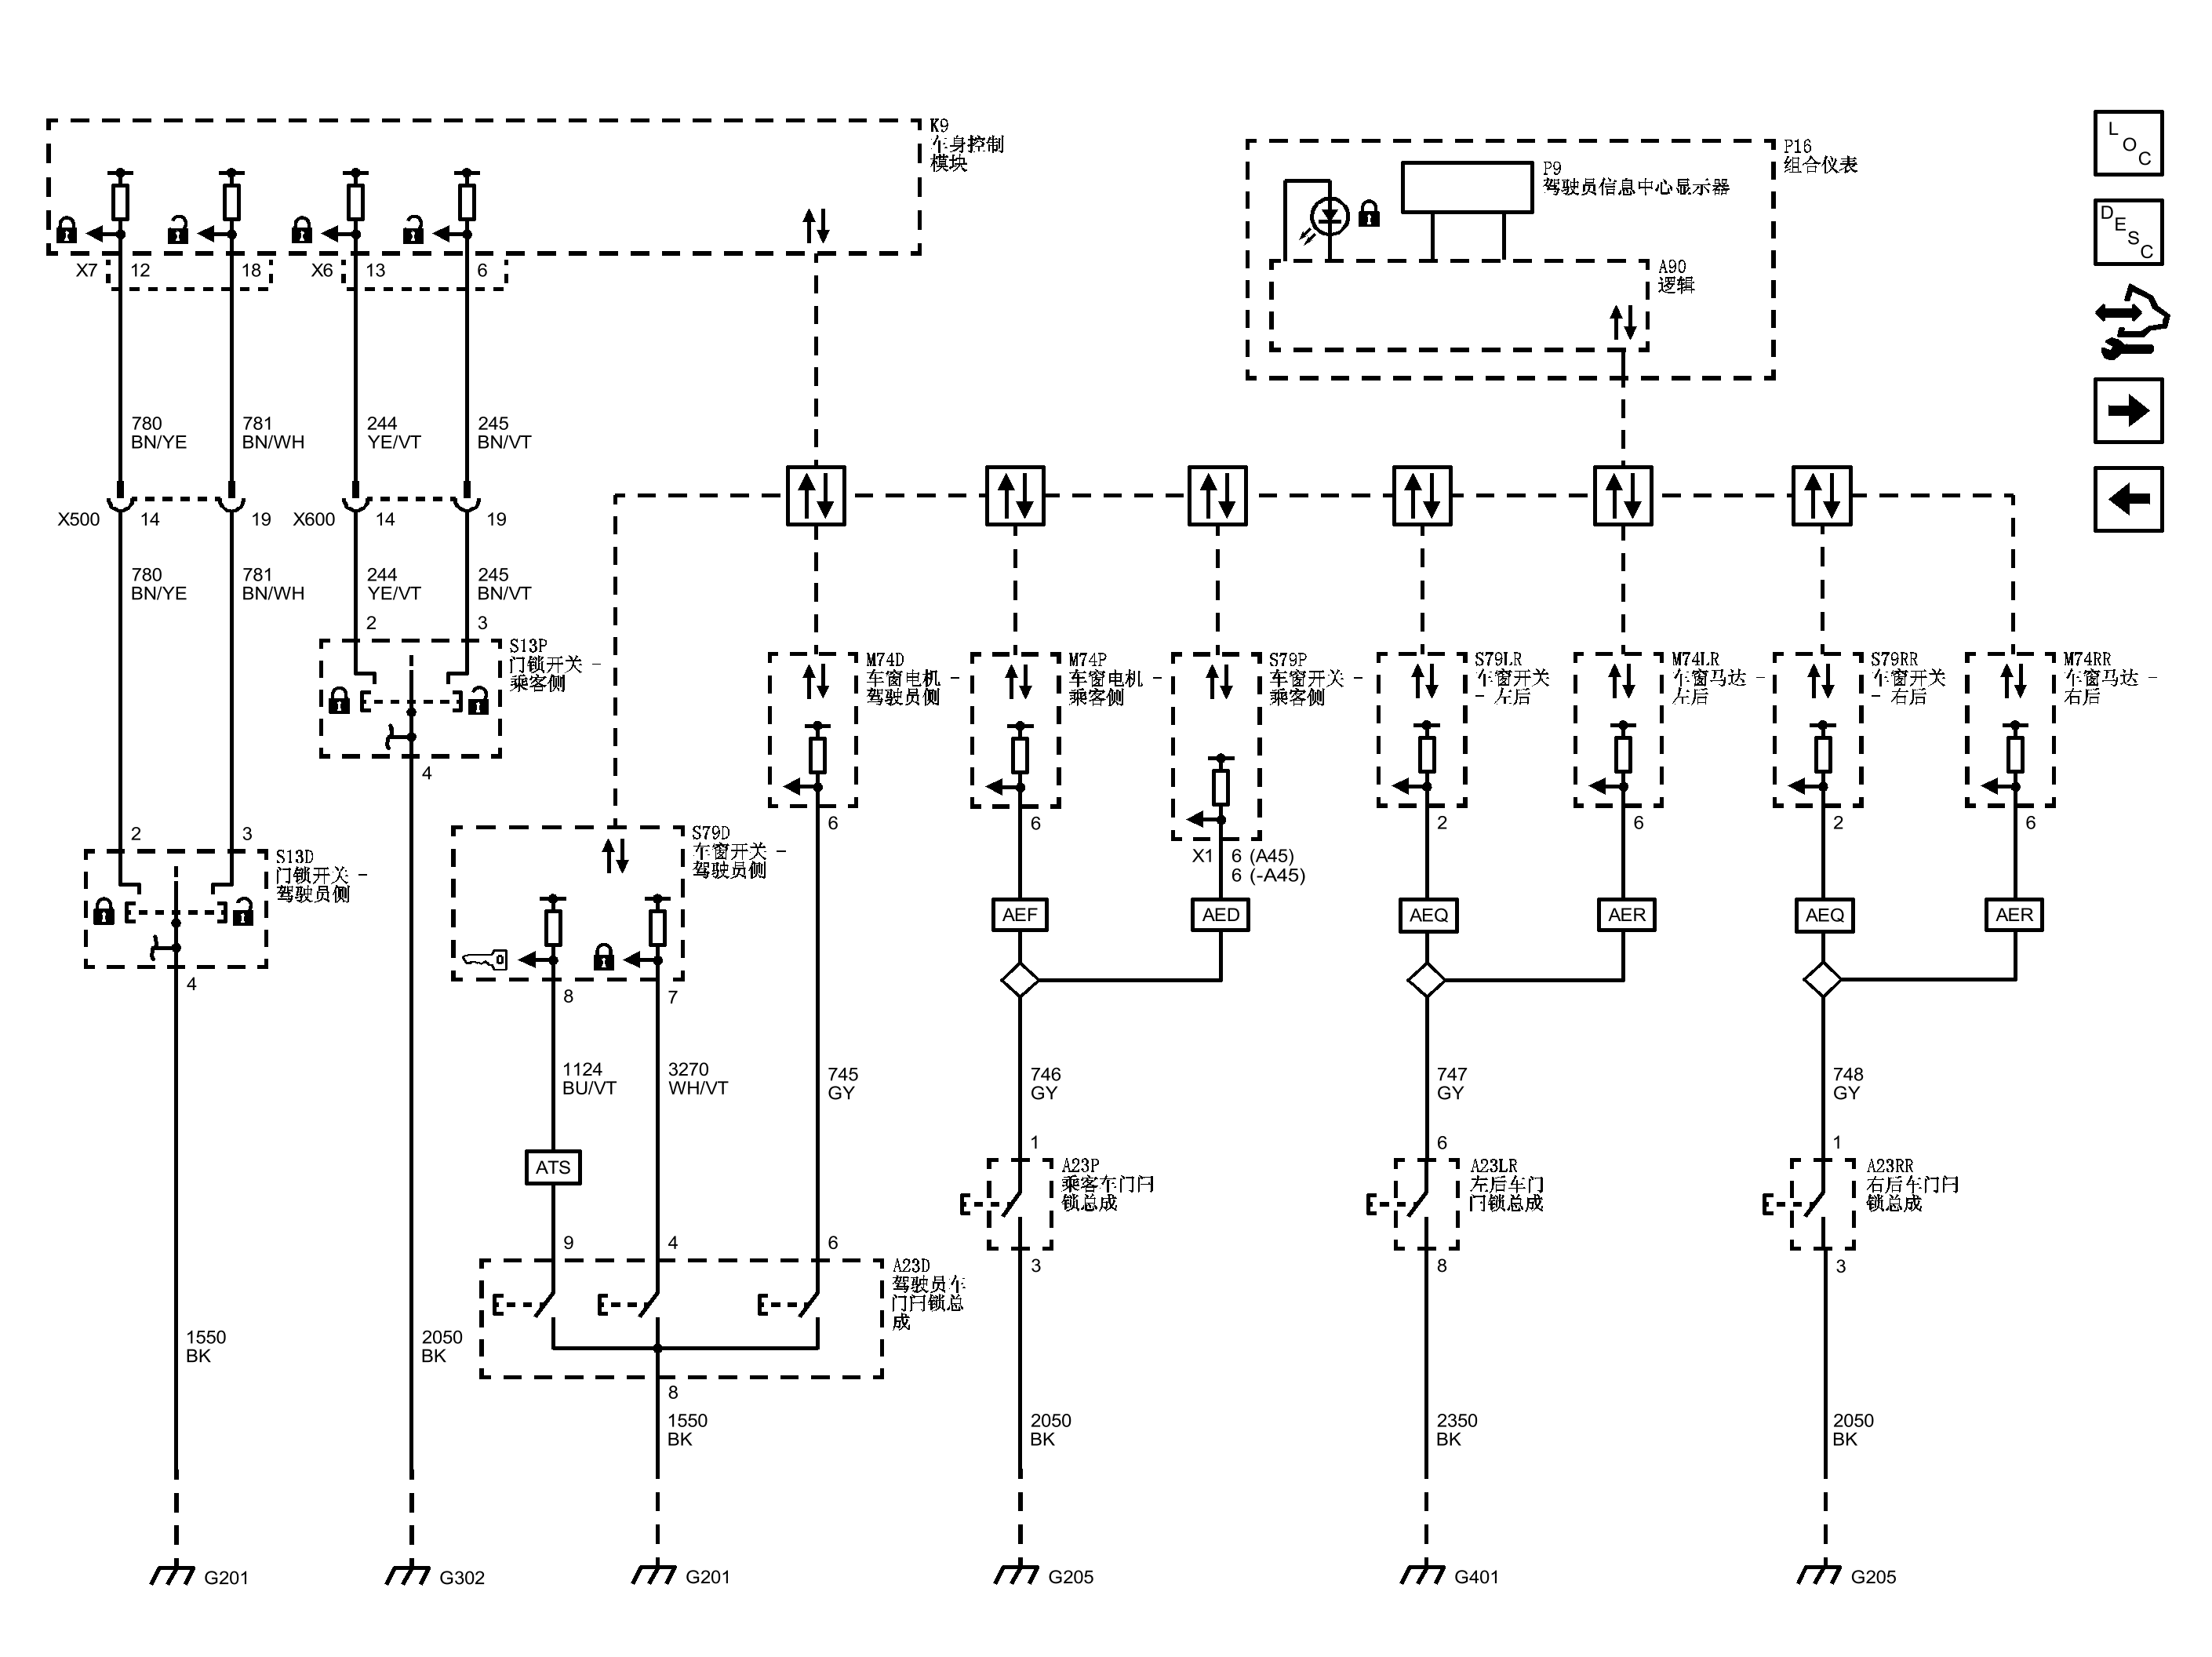 K9
车身控制
模块
P16
组合仪表
P9
驾驶员信息中心显示器
A90
逻辑
L
O
C
D
E
S
C
X7
12
18
X6
13
6
780
BN/YE
781
BN/WH
244
YE/VT
245
BN/VT
X500
14
19
X600
14
19
780
BN/YE
781
BN/WH
244
YE/VT
245
BN/VT
2
3
S13P
门锁开关 -
乘客侧
4
2
3
S13D
门锁开关 -
驾驶员侧
4
S79D
车窗开关 -
驾驶员侧
8
7
M74D
车窗电机 -
驾驶员侧
6
M74P
车窗电机 -
乘客侧
6
S79P
车窗开关 -
乘客侧
X1
6 (A45)
6 (-A45)
S79LR
车窗开关
- 左后
2
M74LR
车窗马达 -
左后
6
S79RR
车窗开关
- 右后
2
M74RR
车窗马达 -
右后
6
AEF
AED
AEQ
AER
AEQ
AER
1124
BU/VT
3270
WH/VT
745
GY
746
GY
747
GY
748
GY
ATS
9
4
6
A23D
驾驶员车
门闩锁总
成
8
1
A23P
乘客车门闩
锁总成
3
6
A23LR
左后车门
闩锁总成
8
1
A23RR
右后车门闩
锁总成
3
1550
BK
2050
BK
1550
BK
2050
BK
2350
BK
2050
BK
G201
G302
G201
G205
G401
G205